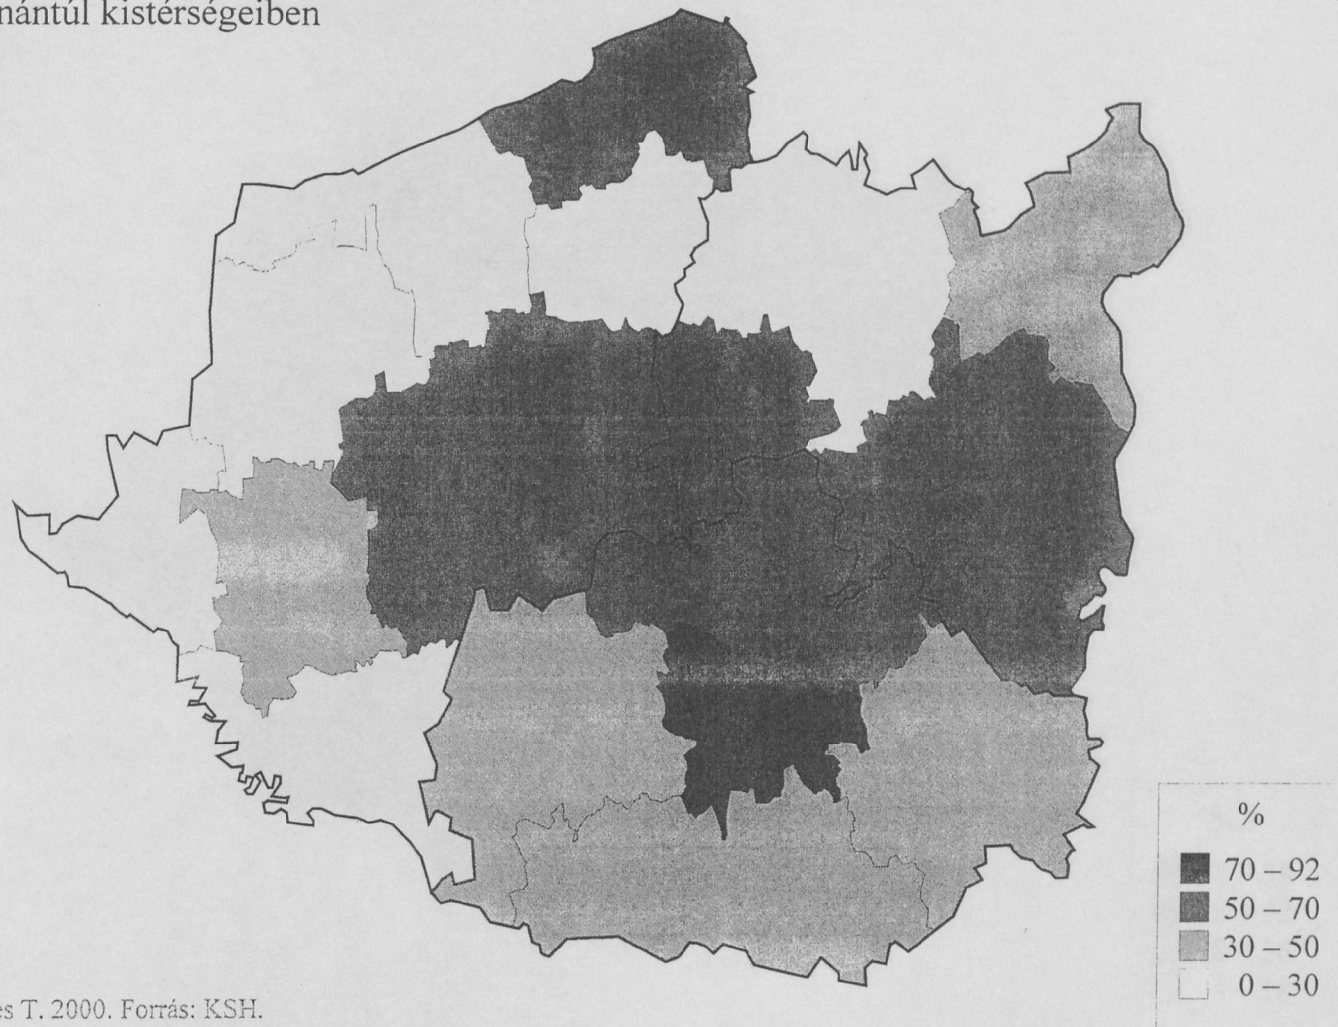 nántúl kistérségeiben
%
70 – 92
50 – 70
30 – 50
0 – 30
es T. 2000. Forrás: KSH.